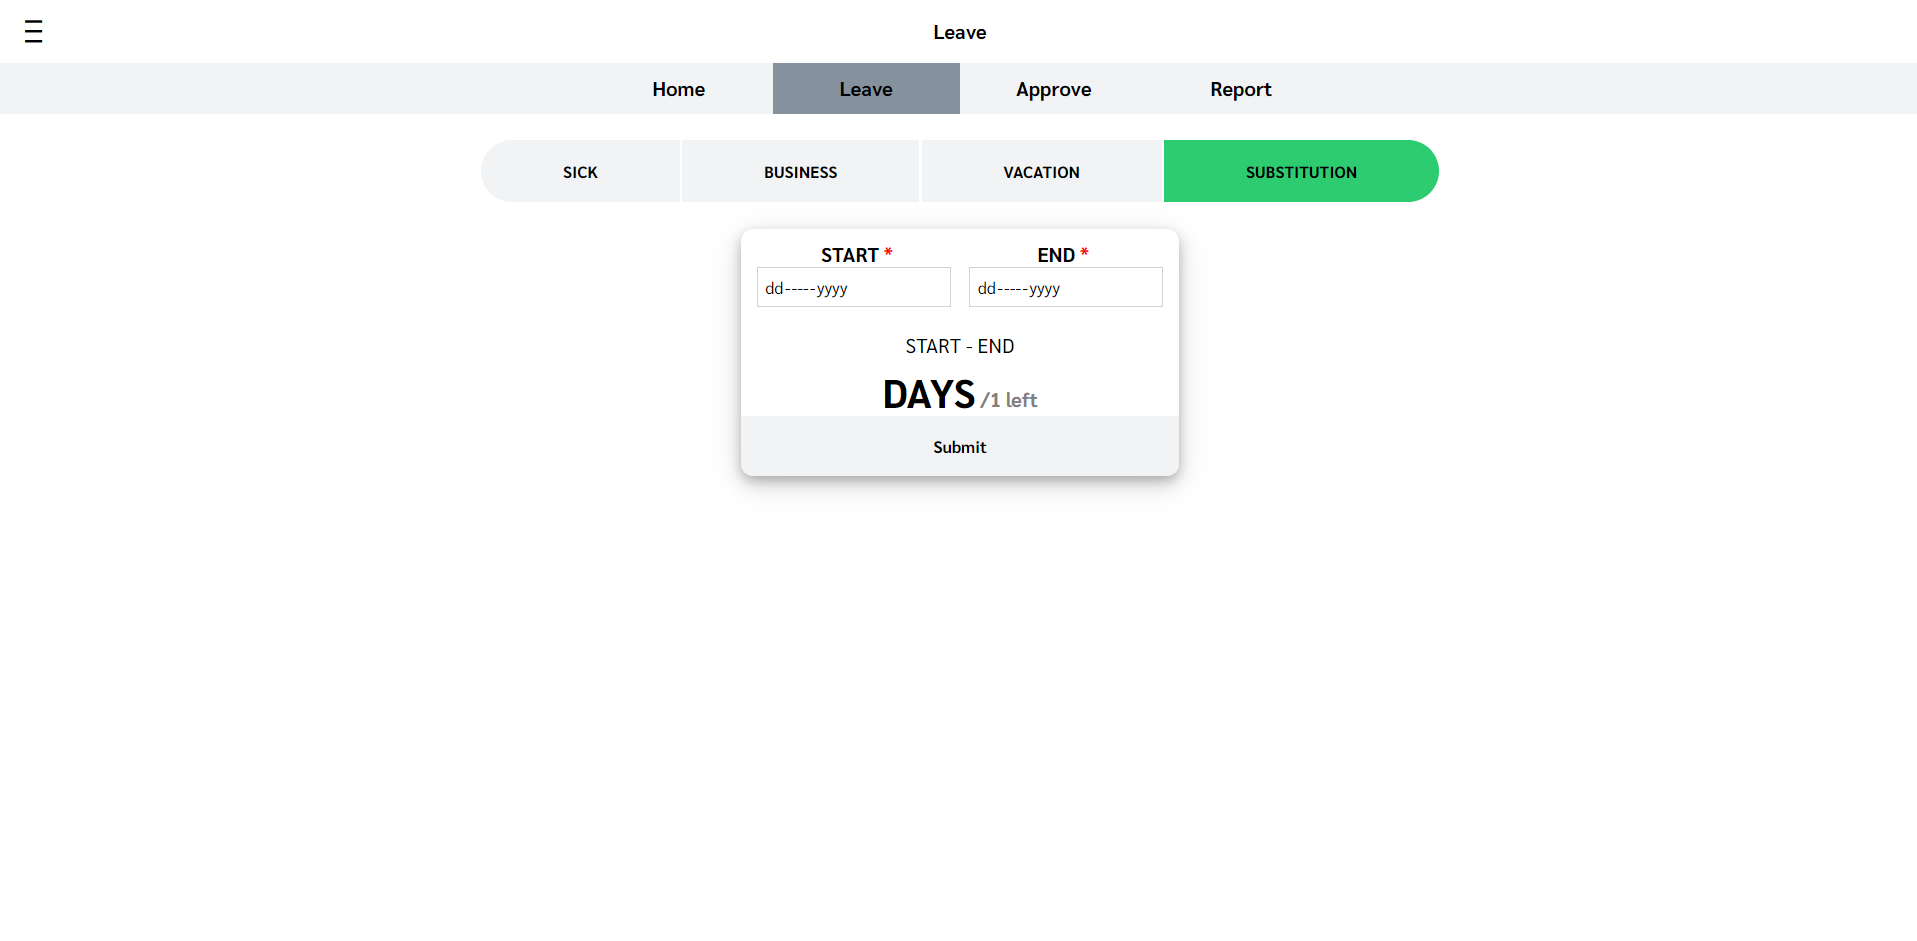 Leave
Home Leave Approve Report
SICK BUSINESS VACATION SUBSTITUTION
START * END *
dd-----yyyy dd-----yyyy
START - END
DAYS /1 left
Submit